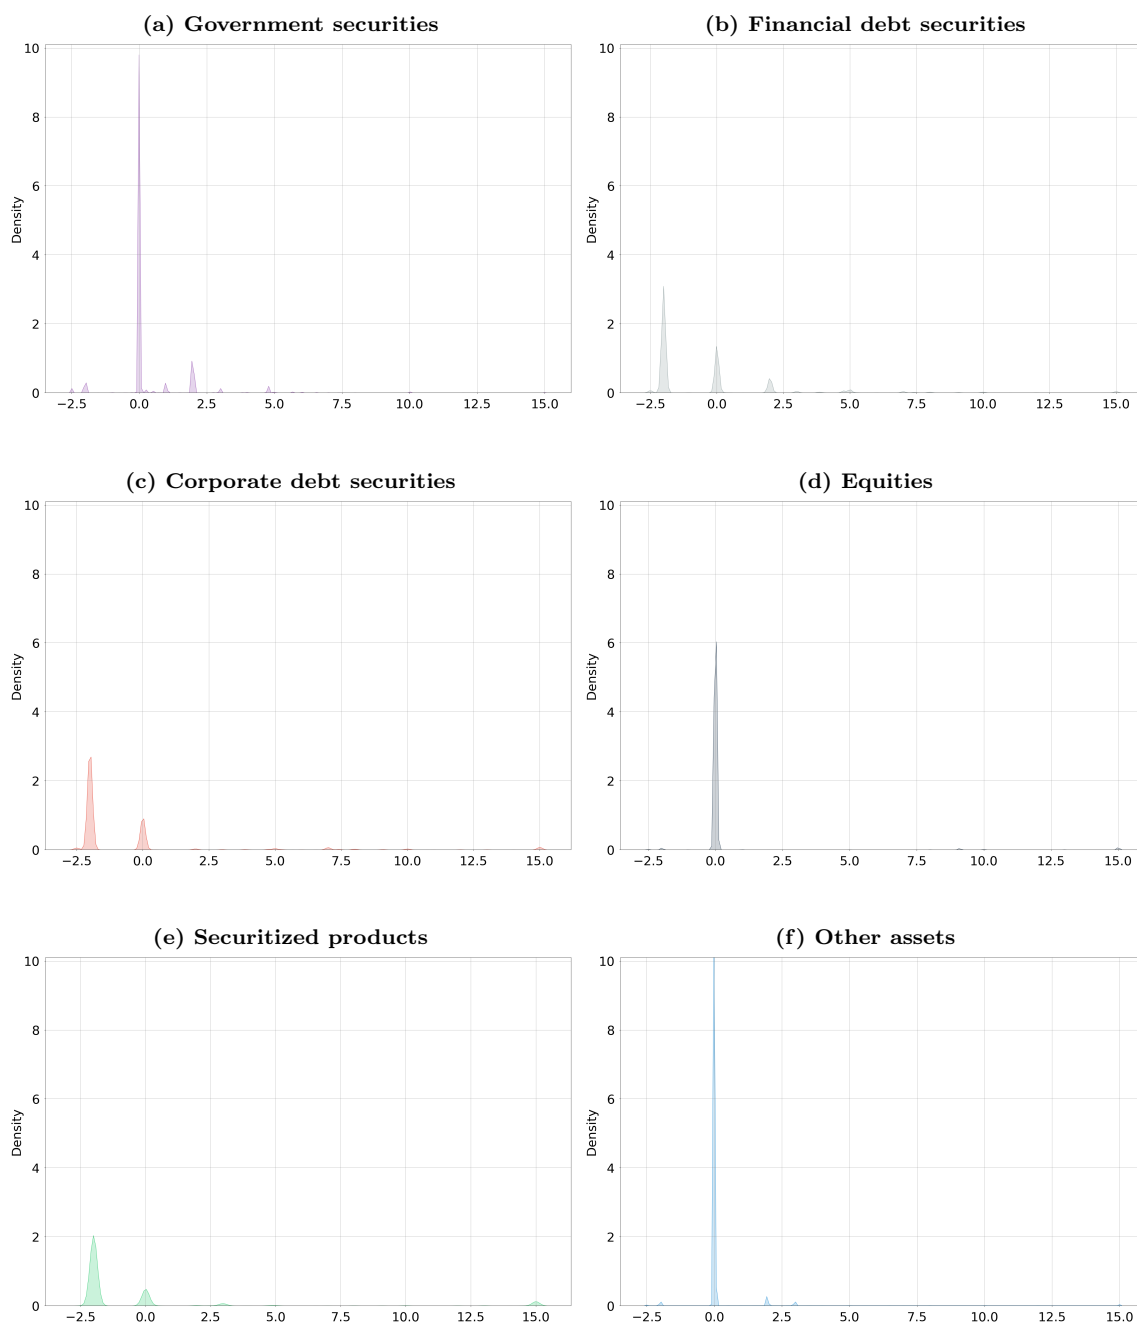 (a) Government securities
10
8
6
4
2
0
Density
−2.5 0.0 2.5 5.0 7.5 10.0 12.5 15.0
(b) Financial debt securities
10
8
6
4
2
0
Density
−2.5 0.0 2.5 5.0 7.5 10.0 12.5 15.0
(c) Corporate debt securities
10
8
6
4
2
0
Density
−2.5 0.0 2.5 5.0 7.5 10.0 12.5 15.0
(d) Equities
10
8
6
4
2
0
Density
−2.5 0.0 2.5 5.0 7.5 10.0 12.5 15.0
(e) Securitized products
10
8
6
4
2
0
Density
−2.5 0.0 2.5 5.0 7.5 10.0 12.5 15.0
(f) Other assets
10
8
6
4
2
0
Density
−2.5 0.0 2.5 5.0 7.5 10.0 12.5 15.0